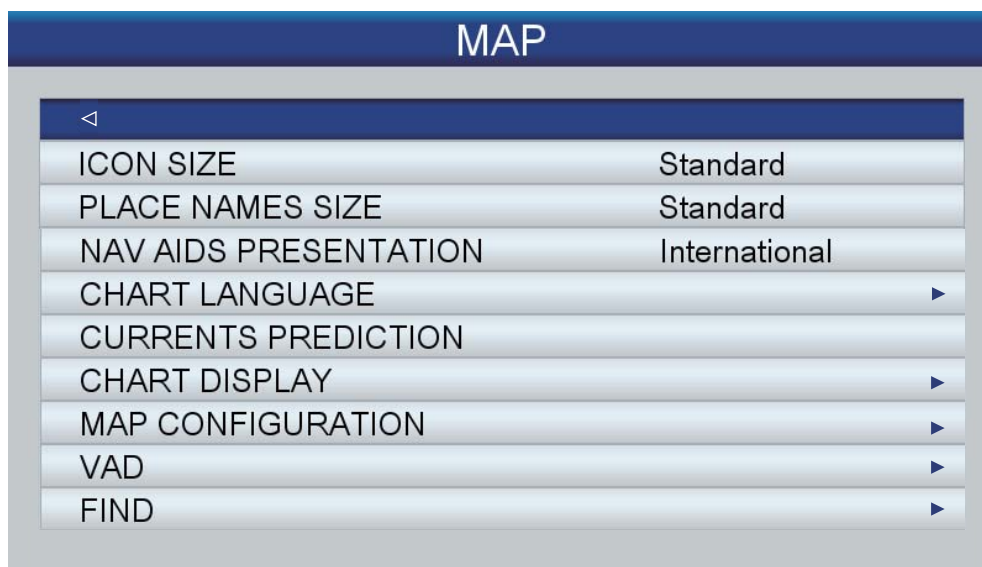 MAP
ICON SIZE Standard
PLACE NAMES SIZE Standard
NAV AIDS PRESENTATION International
CHART LANGUAGE
CURRENTS PREDICTION
CHART DISPLAY
MAP CONFIGURATION
VAD
FIND